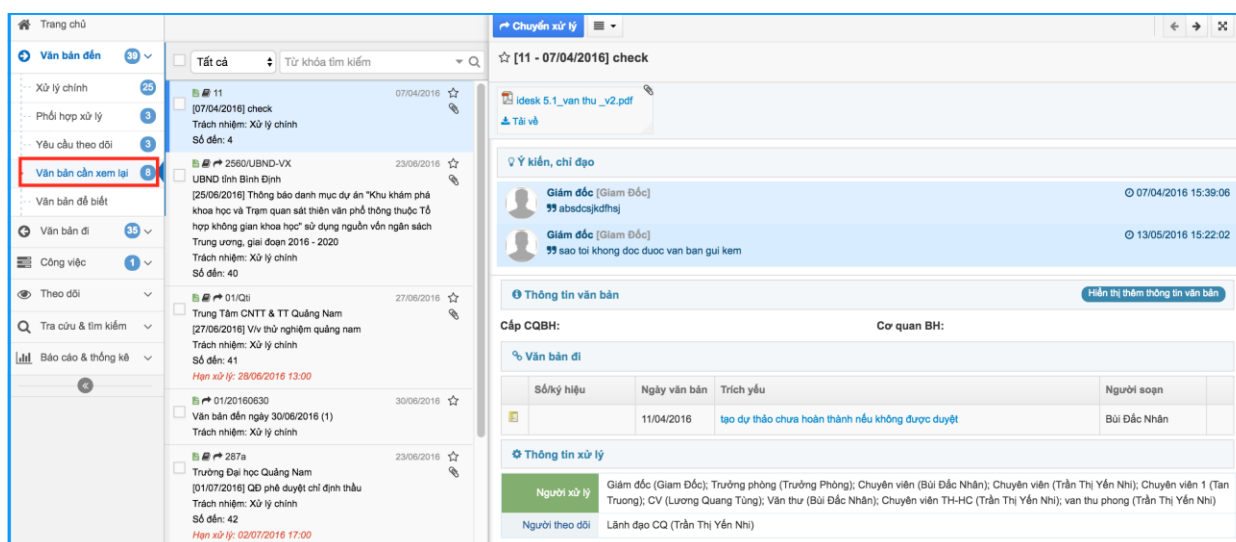 Trang chủ
Văn bản đến 39
Xử lý chính 25
Phối hợp xử lý 3
Yêu cầu theo dõi 3
Văn bản cần xem lại 8
Văn bản để biết
Văn bản đi 35
Công việc 1
Theo dõi
Tra cứu & tìm kiếm
Báo cáo & thống kê
Tất cả Từ khóa tìm kiếm
11 07/04/2016
[07/04/2016] check
Trách nhiệm: Xử lý chính
Số đến: 4
2560/UBND-VX 23/06/2016
UBND tỉnh Bình Định
[25/06/2016] Thông báo danh mục dự án "Khu khám phá
khoa học và Trạm quan sát thiên văn phổ thông thuộc Tổ
hợp không gian khoa học" sử dụng nguồn vốn ngân sách
Trung ương, giai đoạn 2016 - 2020
Trách nhiệm: Xử lý chính
Số đến: 40
01/Qti 27/06/2016
Trung Tâm CNTT & TT Quảng Nam
[27/06/2016] V/v thử nghiệm quảng nam
Trách nhiệm: Xử lý chính
Số đến: 41
Hạn xử lý: 28/06/2016 13:00
01/20160630 30/06/2016
Văn bản đến ngày 30/06/2016 (1)
Trách nhiệm: Xử lý chính
287a 23/06/2016
Trường Đại học Quảng Nam
[01/07/2016] QĐ phê duyệt chỉ định thầu
Trách nhiệm: Xử lý chính
Số đến: 42
Hạn xử lý: 02/07/2016 17:00
Chuyển xử lý
[11 - 07/04/2016] check
idesk 5.1_van thu _v2.pdf
Tải về
Ý kiến, chỉ đạo
Giám đốc [Giam Đốc] 07/04/2016 15:39:06
absdcsjkdfhsj
Giám đốc [Giam Đốc] 13/05/2016 15:22:02
sao toi khong doc duoc van ban gui kem
Thông tin văn bản Hiển thị thêm thông tin văn bản
Cấp CQBH: Cơ quan BH:
Văn bản đi
Số/ký hiệu Ngày văn bản Trích yếu Người soạn
11/04/2016 tạo dự thảo chưa hoàn thành nếu không được duyệt Bùi Đắc Nhân
Thông tin xử lý
Người xử lý Giám đốc (Giam Đốc); Trưởng phòng (Trưởng Phòng); Chuyên viên (Bùi Đắc Nhân); Chuyên viên (Trần Thị Yến Nhi); Chuyên viên 1 (Tan
Truong); CV (Lương Quang Tùng); Văn thư (Bùi Đắc Nhân); Chuyên viên TH-HC (Trần Thị Yến Nhi); van thu phong (Trần Thị Yến Nhi)
Người theo dõi Lãnh đạo CQ (Trần Thị Yến Nhi)